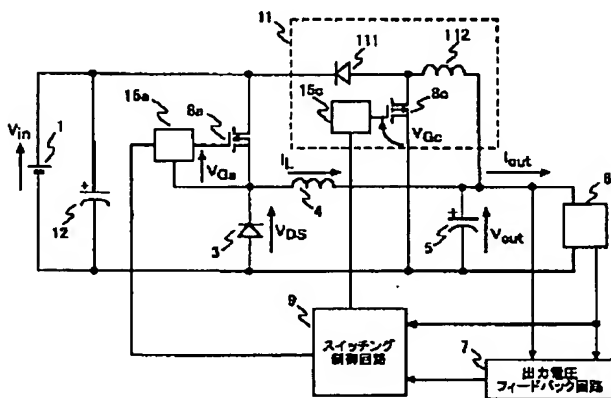 11
111
112
15a
8a
15c
8c
VGc
Vin
1
VGa
IL
Iout
6
12
4
3
VDS
5
Vout
9
スイッチング
制御回路
7
出力電圧
フィードバック回路